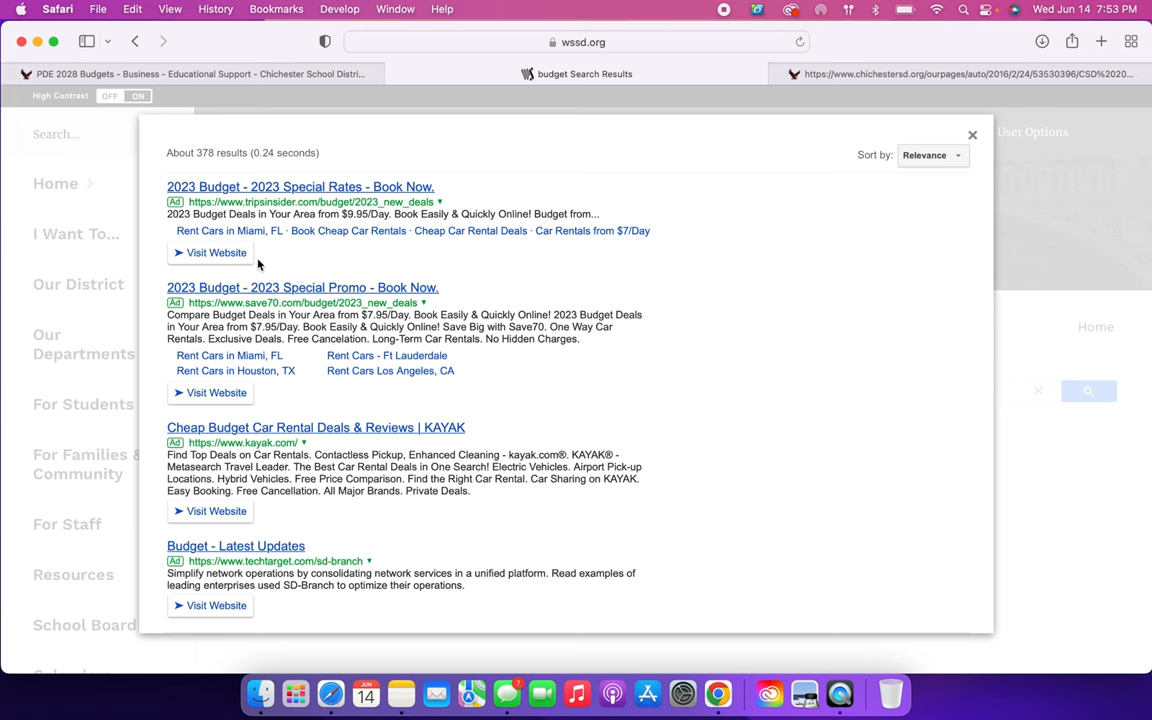 Safari File Edit View History Bookmarks Develop Window Help Wed Jun 14 7:53 PM
wssd.org
PDE 2028 Budgets - Business - Educational Support - Chichester School Distri...
budget Search Results
https://www.chichestersd.org/ourpages/auto/2016/2/24/53530396/CSD%2020...
High Contrast OFF ON
Search...
User Options
Home
I Want To...
Our District
Our
Departments
For Students
For Families &
Community
For Staff
Resources
School Board
Home
About 378 results (0.24 seconds)
Sort by: Relevance
2023 Budget - 2023 Special Rates - Book Now.
Ad https://www.tripsinsider.com/budget/2023_new_deals
2023 Budget Deals in Your Area from $9.95/Day. Book Easily & Quickly Online! Budget from...
Rent Cars in Miami, FL · Book Cheap Car Rentals · Cheap Car Rental Deals · Car Rentals from $7/Day
Visit Website
2023 Budget - 2023 Special Promo - Book Now.
Ad https://www.save70.com/budget/2023_new_deals
Compare Budget Deals in Your Area from $7.95/Day. Book Easily & Quickly Online! 2023 Budget Deals
in Your Area from $7.95/Day. Book Easily & Quickly Online! Save Big with Save70. One Way Car
Rentals. Exclusive Deals. Free Cancelation. Long-Term Car Rentals. No Hidden Charges.
Rent Cars in Miami, FL Rent Cars - Ft Lauderdale
Rent Cars in Houston, TX Rent Cars Los Angeles, CA
Visit Website
Cheap Budget Car Rental Deals & Reviews | KAYAK
Ad https://www.kayak.com/
Find Top Deals on Car Rentals. Contactless Pickup, Enhanced Cleaning - kayak.com®. KAYAK® -
Metasearch Travel Leader. The Best Car Rental Deals in One Search! Electric Vehicles. Airport Pick-up
Locations. Hybrid Vehicles. Free Price Comparison. Find the Right Car Rental. Car Sharing on KAYAK.
Easy Booking. Free Cancellation. All Major Brands. Private Deals.
Visit Website
Budget - Latest Updates
Ad https://www.techtarget.com/sd-branch
Simplify network operations by consolidating network services in a unified platform. Read examples of
leading enterprises used SD-Branch to optimize their operations.
Visit Website
JUN
14
7